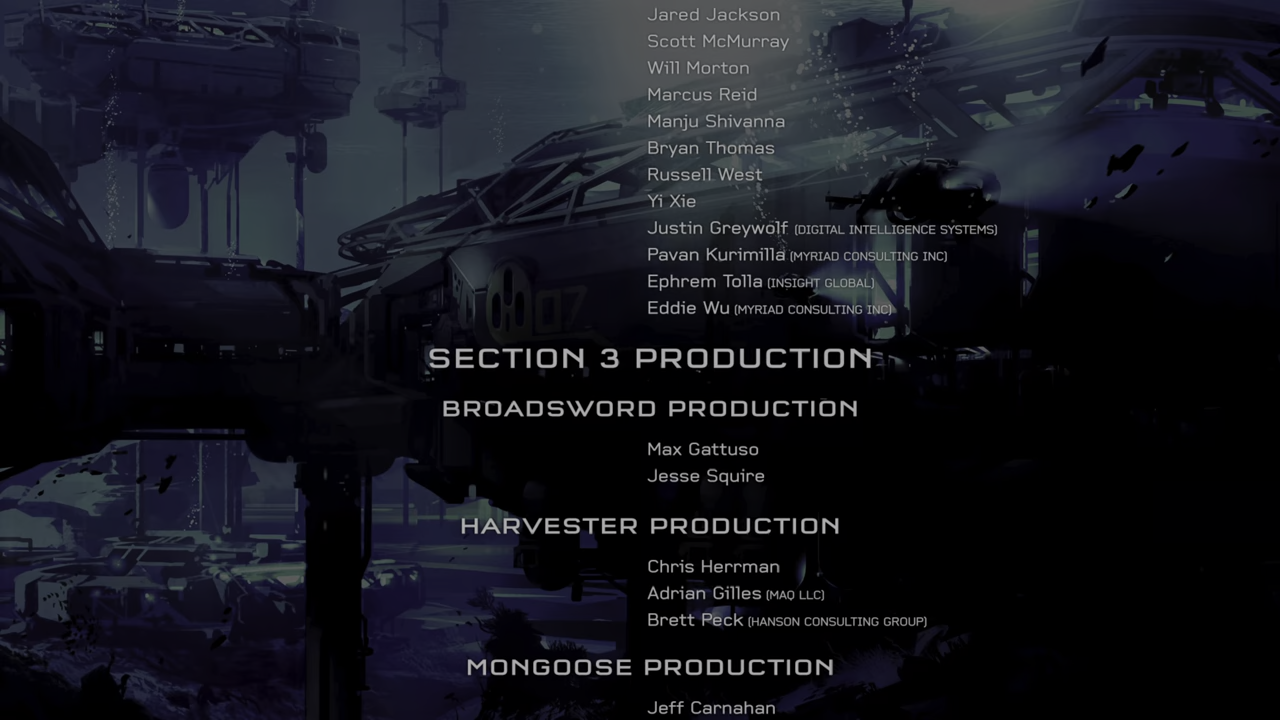 Jared Jackson
Scott McMurray
Will Morton
Marcus Reid
Manju Shivanna
Bryan Thomas
Russell West
Yi Xie
Justin Greywolf (DIGITAL INTELLIGENCE SYSTEMS)
Pavan Kurimilla (MYRIAD CONSULTING INC)
Ephrem Tolla (INSIGHT GLOBAL)
Eddie Wu (MYRIAD CONSULTING INC)
07
SECTION 3 PRODUCTION
BROADSWORD PRODUCTION
Max Gattuso
Jesse Squire
HARVESTER PRODUCTION
Chris Herrman
Adrian Gilles (MAQ LLC)
Brett Peck (HANSON CONSULTING GROUP)
MONGOOSE PRODUCTION
Jeff Carnahan